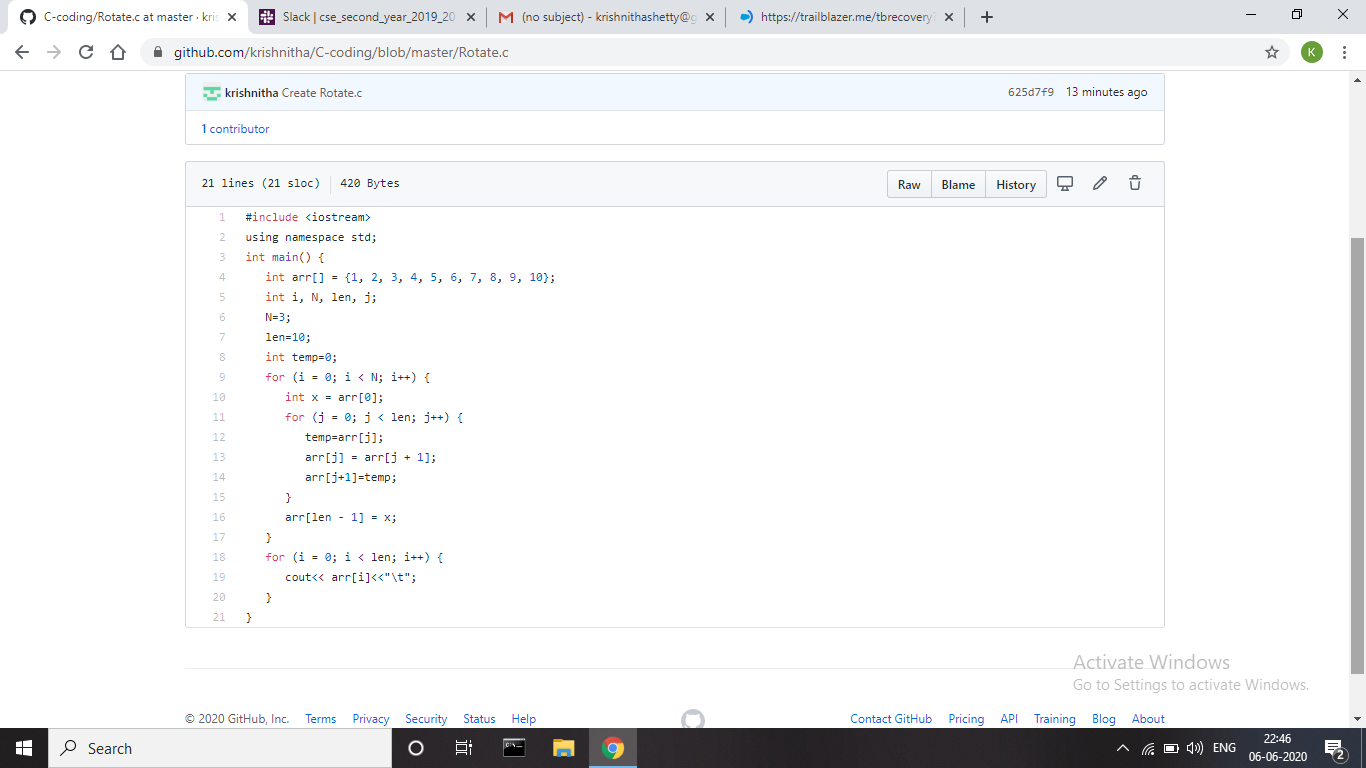 C-coding/Rotate.c at master · kris
Slack | cse_second_year_2019_20
(no subject) - krishnithashetty@g
https://trailblazer.me/tbrecovery
github.com/krishnitha/C-coding/blob/master/Rotate.c
K
krishnitha Create Rotate.c
625d7f9 13 minutes ago
1 contributor
21 lines (21 sloc) 420 Bytes
Raw Blame History
1 #include <iostream>
2 using namespace std;
3 int main() {
4 int arr[] = {1, 2, 3, 4, 5, 6, 7, 8, 9, 10};
5 int i, N, len, j;
6 N=3;
7 len=10;
8 int temp=0;
9 for (i = 0; i < N; i++) {
10 int x = arr[0];
11 for (j = 0; j < len; j++) {
12 temp=arr[j];
13 arr[j] = arr[j + 1];
14 arr[j+1]=temp;
15 }
16 arr[len - 1] = x;
17 }
18 for (i = 0; i < len; i++) {
19 cout<< arr[i]<<"\t";
20 }
21 }
Activate Windows
Go to Settings to activate Windows.
© 2020 GitHub, Inc. Terms Privacy Security Status Help
Contact GitHub Pricing API Training Blog About
Search
ENG
22:46
06-06-2020
2